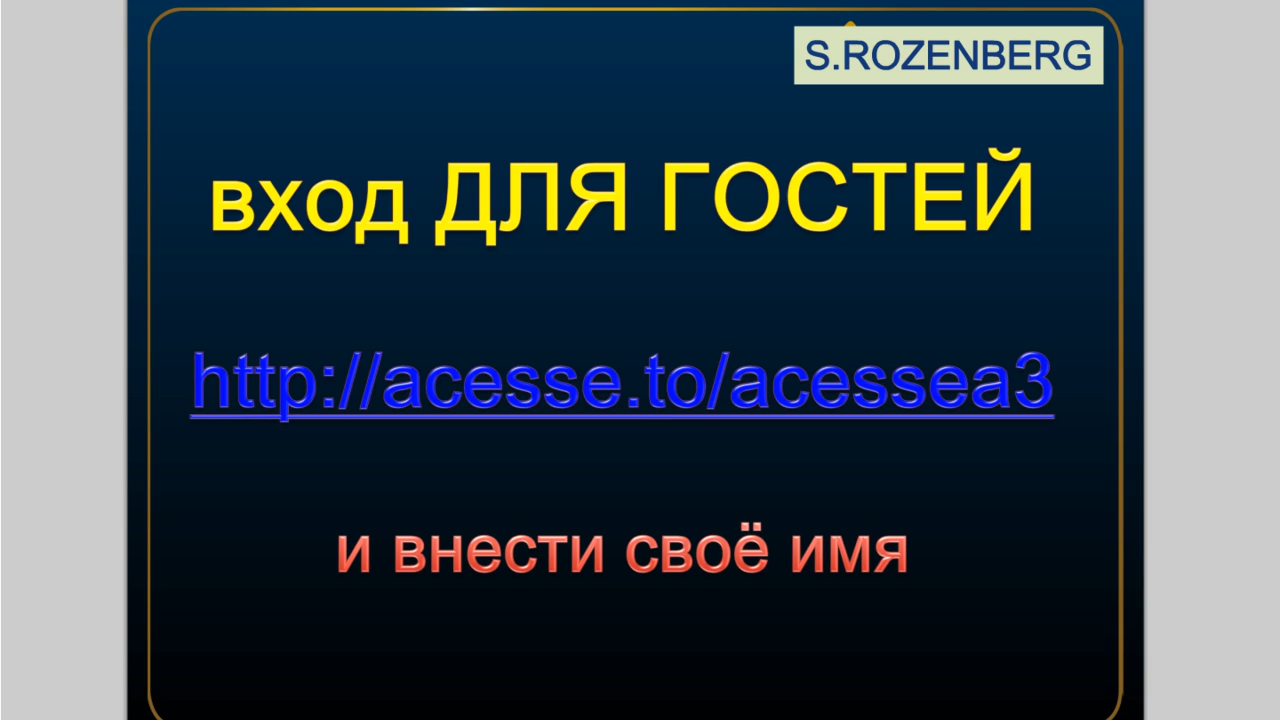 S.ROZENBERG
вход ДЛЯ ГОСТЕЙ
http://acesse.to/acessea3
и внести своё имя